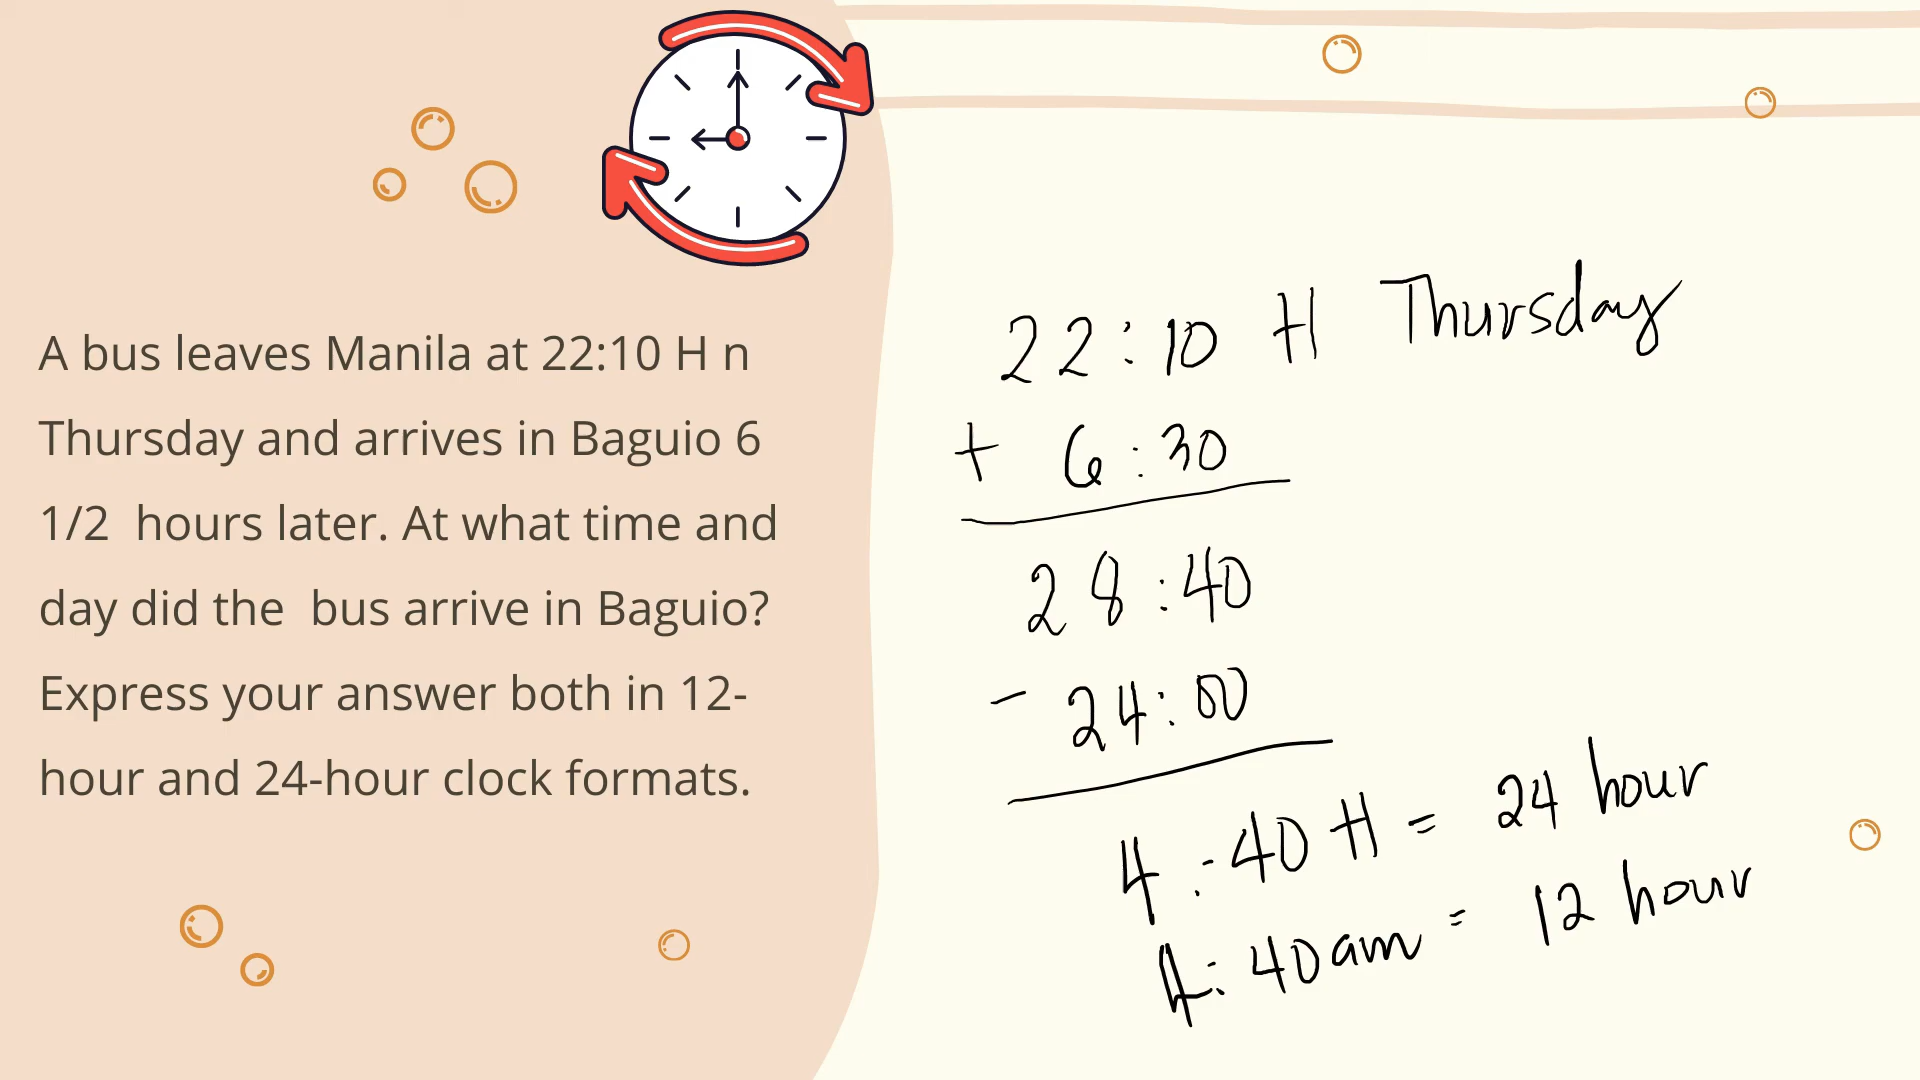 A bus leaves Manila at 22:10 H n
Thursday and arrives in Baguio 6
1/2 hours later. At what time and
day did the bus arrive in Baguio?
Express your answer both in 12-
hour and 24-hour clock formats.
22:10 H Thursday
+ 6:30
28:40
- 24:00
4:40 H = 24 hour
4:40am = 12 hour